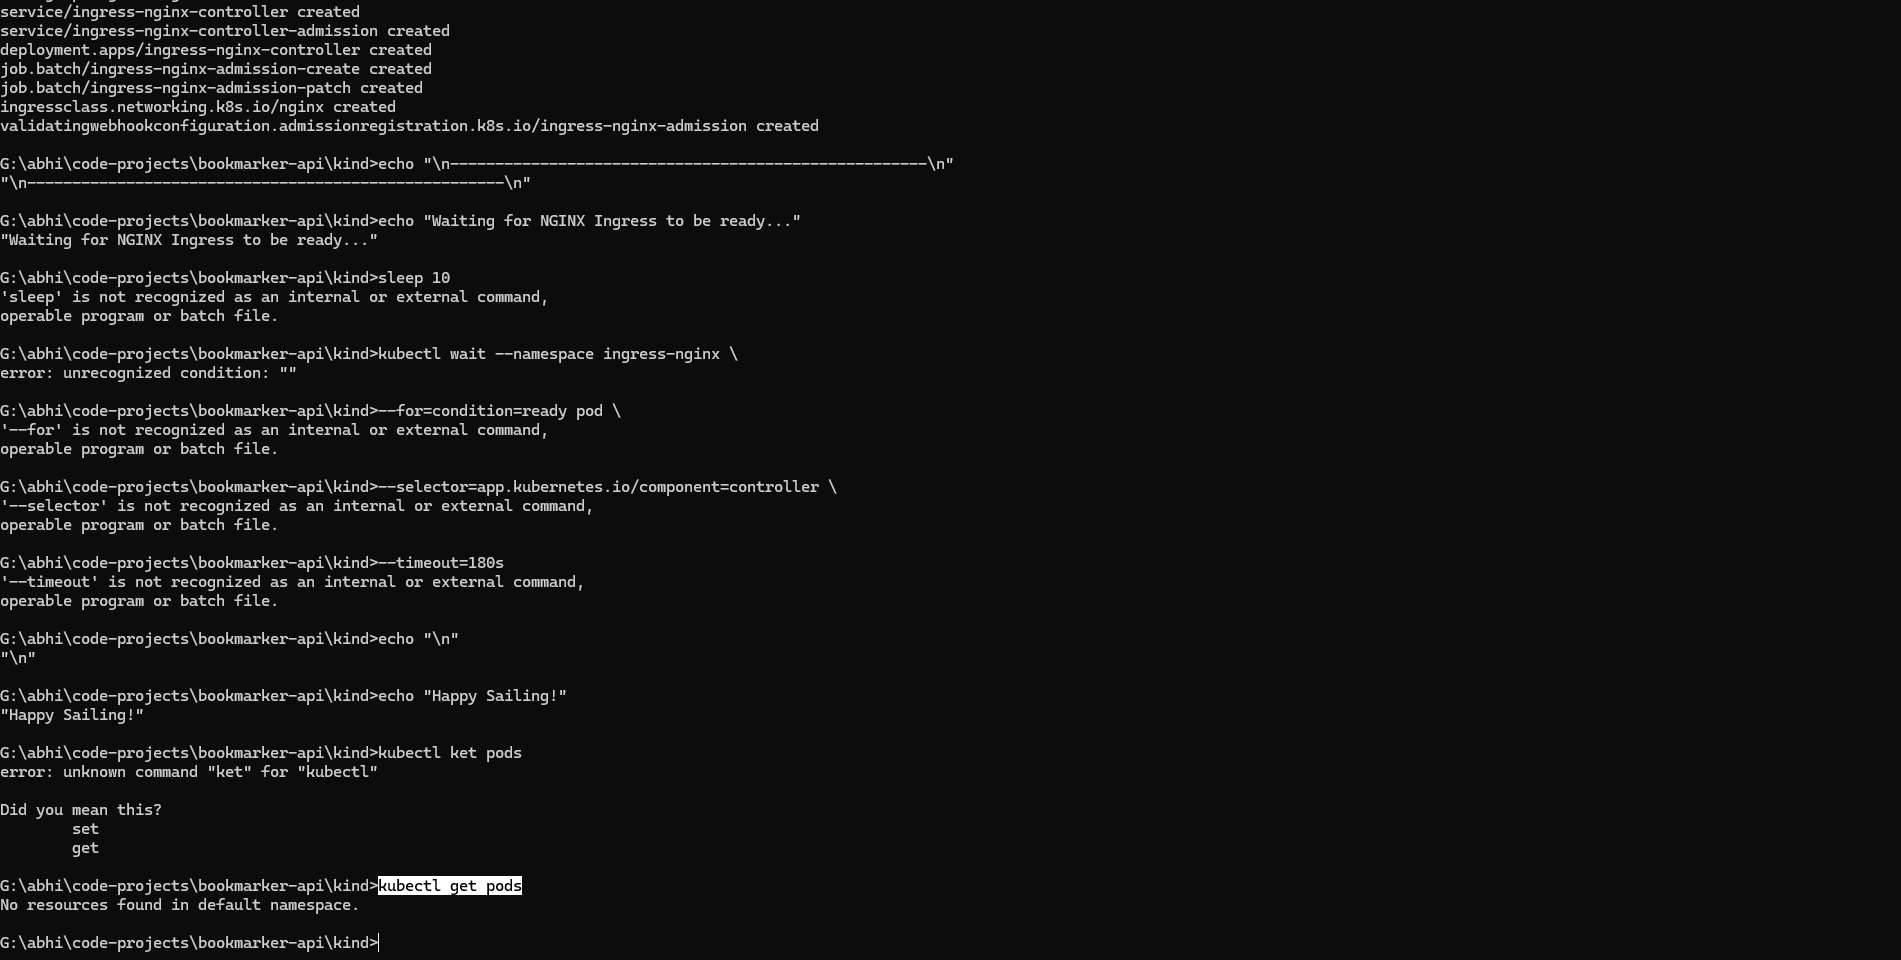 service/ingress-nginx-controller created
service/ingress-nginx-controller-admission created
deployment.apps/ingress-nginx-controller created
job.batch/ingress-nginx-admission-create created
job.batch/ingress-nginx-admission-patch created
ingressclass.networking.k8s.io/nginx created
validatingwebhookconfiguration.admissionregistration.k8s.io/ingress-nginx-admission created
G:\abhi\code-projects\bookmarker-api\kind>echo "\n-----------------------------------------------------\n"
"\n-----------------------------------------------------\n"
G:\abhi\code-projects\bookmarker-api\kind>echo "Waiting for NGINX Ingress to be ready..."
"Waiting for NGINX Ingress to be ready..."
G:\abhi\code-projects\bookmarker-api\kind>sleep 10
'sleep' is not recognized as an internal or external command,
operable program or batch file.
G:\abhi\code-projects\bookmarker-api\kind>kubectl wait --namespace ingress-nginx \
error: unrecognized condition: ""
G:\abhi\code-projects\bookmarker-api\kind>--for=condition=ready pod \
'--for' is not recognized as an internal or external command,
operable program or batch file.
G:\abhi\code-projects\bookmarker-api\kind>--selector=app.kubernetes.io/component=controller \
'--selector' is not recognized as an internal or external command,
operable program or batch file.
G:\abhi\code-projects\bookmarker-api\kind>--timeout=180s
'--timeout' is not recognized as an internal or external command,
operable program or batch file.
G:\abhi\code-projects\bookmarker-api\kind>echo "\n"
"\n"
G:\abhi\code-projects\bookmarker-api\kind>echo "Happy Sailing!"
"Happy Sailing!"
G:\abhi\code-projects\bookmarker-api\kind>kubectl ket pods
error: unknown command "ket" for "kubectl"
Did you mean this?
set
get
G:\abhi\code-projects\bookmarker-api\kind>kubectl get pods
No resources found in default namespace.
G:\abhi\code-projects\bookmarker-api\kind>